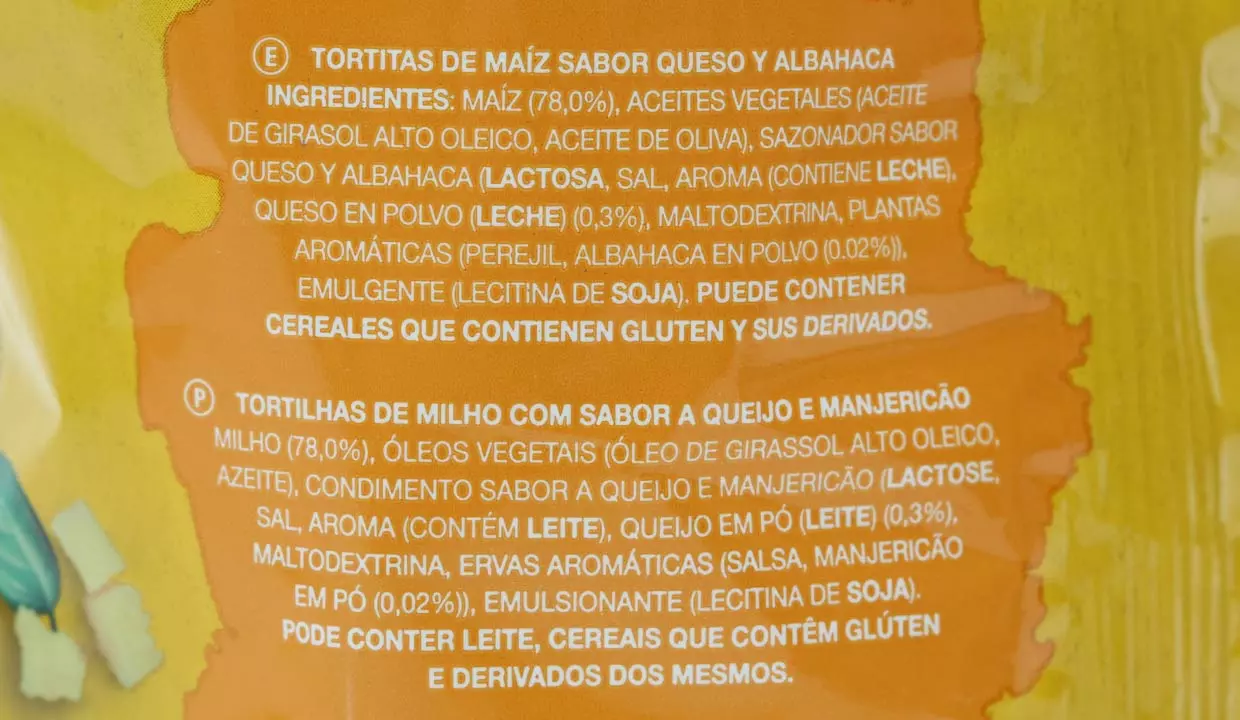 E TORTITAS DE MAÍZ SABOR QUESO Y ALBAHACA
INGREDIENTES: MAÍZ (78,0%), ACEITES VEGETALES (ACEITE
DE GIRASOL ALTO OLEICO, ACEITE DE OLIVA), SAZONADOR SABOR
QUESO Y ALBAHACA (LACTOSA, SAL, AROMA (CONTIENE LECHE),
QUESO EN POLVO (LECHE) (0,3%), MALTODEXTRINA, PLANTAS
AROMÁTICAS (PEREJIL, ALBAHACA EN POLVO (0.02%)),
EMULGENTE (LECITINA DE SOJA). PUEDE CONTENER
CEREALES QUE CONTIENEN GLUTEN Y SUS DERIVADOS.
P TORTILHAS DE MILHO COM SABOR A QUEIJO E MANJERICÃO
MILHO (78,0%), ÓLEOS VEGETAIS (ÓLEO DE GIRASSOL ALTO OLEICO,
AZEITE), CONDIMENTO SABOR A QUEIJO E MANJERICÃO (LACTOSE,
SAL, AROMA (CONTÉM LEITE), QUEIJO EM PÓ (LEITE) (0,3%),
MALTODEXTRINA, ERVAS AROMÁTICAS (SALSA, MANJERICÃO
EM PÓ (0,02%)), EMULSIONANTE (LECITINA DE SOJA).
PODE CONTER LEITE, CEREAIS QUE CONTÊM GLÚTEN
E DERIVADOS DOS MESMOS.